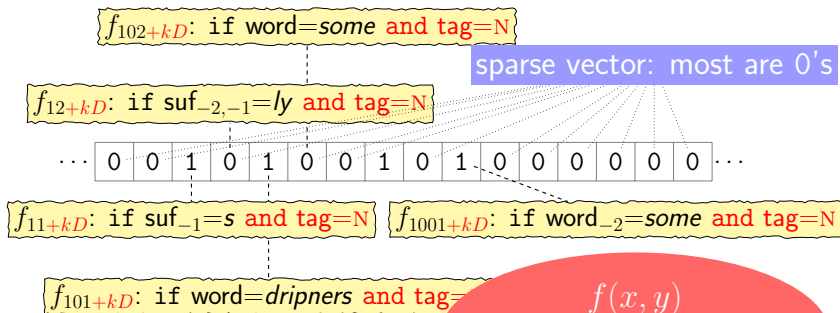 f₁₀₂₊ₖD: if word=some and tag=N
sparse vector: most are 0's
f₁₂₊ₖD: if suf₋₂,₋₁=ly and tag=N
··· 0 0 1 0 1 0 0 1 0 1 0 0 0 0 0 0 ···
f₁₁₊ₖD: if suf₋₁=s and tag=N
f₁₀₀₁₊ₖD: if word₋₂=some and tag=N
f₁₀₁₊ₖD: if word=dripners and tag=
f(x, y)